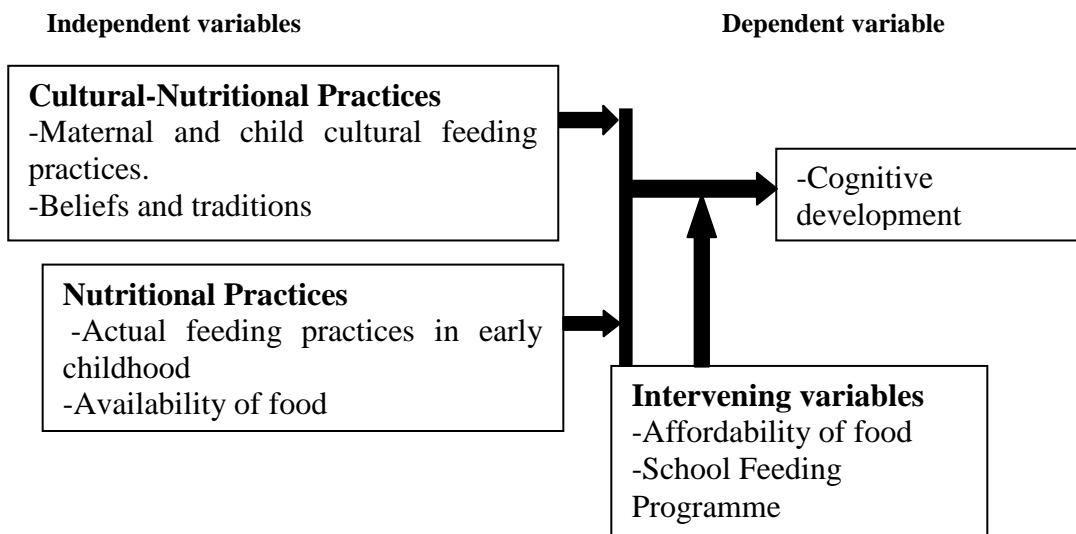 Independent variables
Dependent variable
Cultural-Nutritional Practices
-Maternal and child cultural feeding
practices.
-Beliefs and traditions
-Cognitive
development
Nutritional Practices
-Actual feeding practices in early
childhood
-Availability of food
Intervening variables
-Affordability of food
-School Feeding
Programme